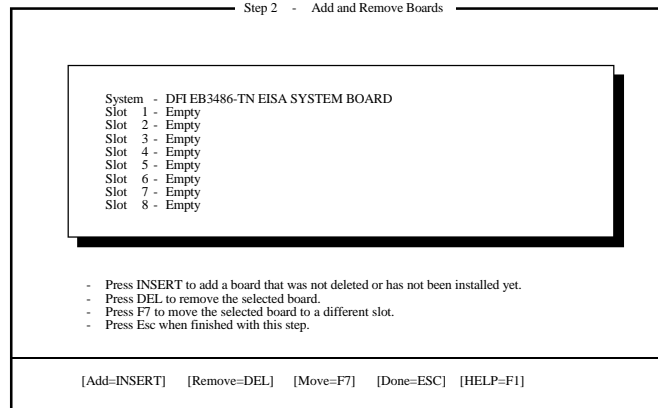 Step 2 - Add and Remove Boards
System - DFI EB3486-TN EISA SYSTEM BOARD
Slot 1 - Empty
Slot 2 - Empty
Slot 3 - Empty
Slot 4 - Empty
Slot 5 - Empty
Slot 6 - Empty
Slot 7 - Empty
Slot 8 - Empty
- Press INSERT to add a board that was not deleted or has not been installed yet.
- Press DEL to remove the selected board.
- Press F7 to move the selected board to a different slot.
- Press Esc when finished with this step.
[Add=INSERT] [Remove=DEL] [Move=F7] [Done=ESC] [HELP=F1]